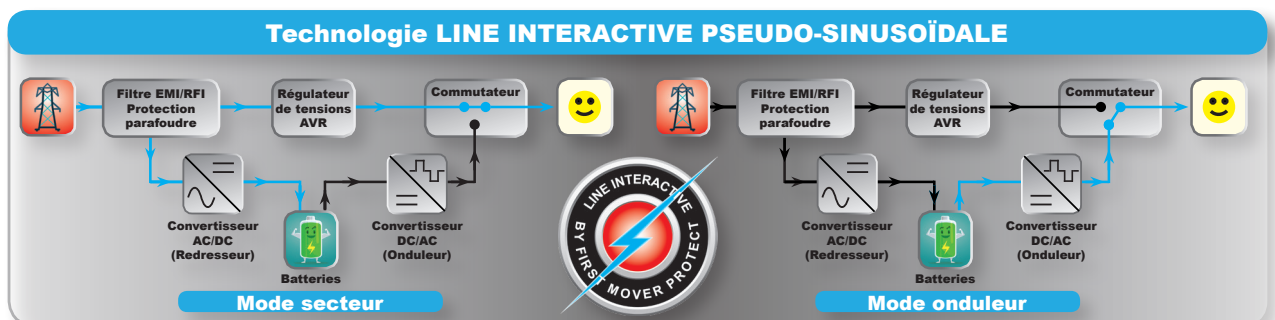 Technologie LINE INTERACTIVE PSEUDO-SINUSOÏDALE
Filtre EMI/RFI
Protection
parafoudre
Régulateur
de tensions
AVR
Commutateur
Convertisseur
AC/DC
(Redresseur)
Batteries
Convertisseur
DC/AC
(Onduleur)
Mode secteur
LINE INTERACTIVE
BY FIRST MOVER PROTECT
Filtre EMI/RFI
Protection
parafoudre
Régulateur
de tensions
AVR
Commutateur
Convertisseur
AC/DC
(Redresseur)
Batteries
Convertisseur
DC/AC
(Onduleur)
Mode onduleur